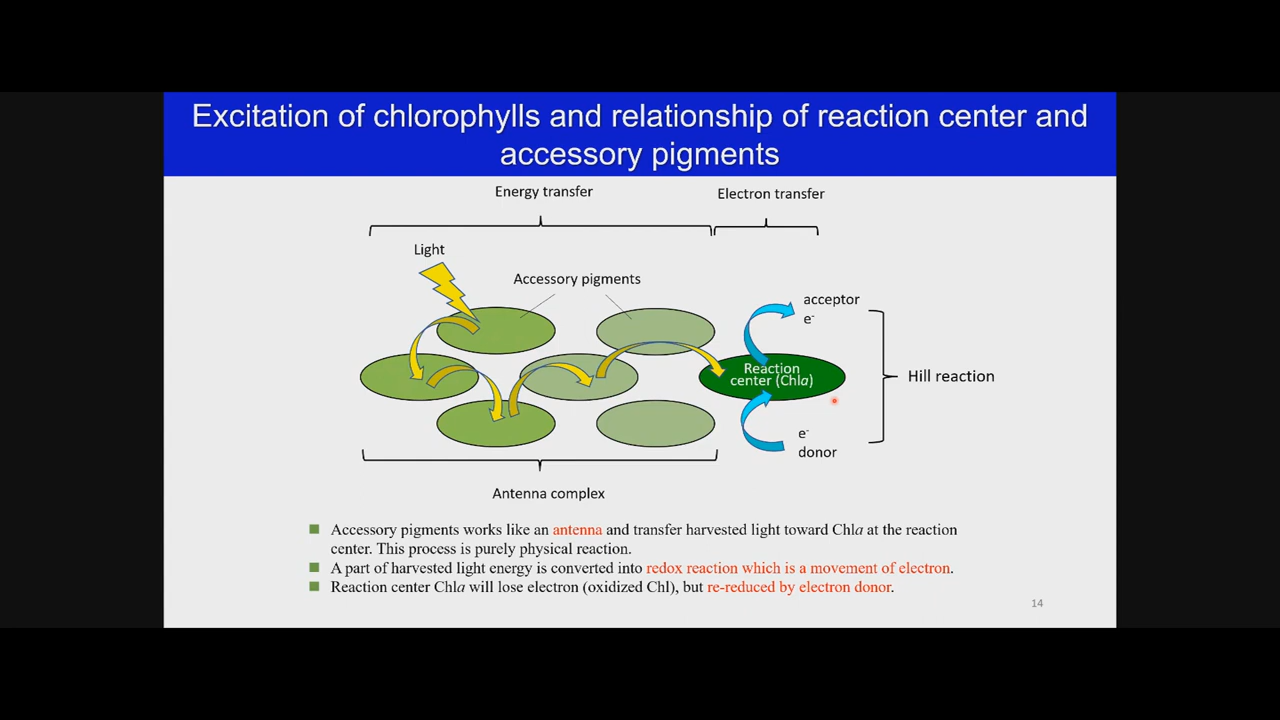 Excitation of chlorophylls and relationship of reaction center and
accessory pigments
Energy transfer
Electron transfer
Light
Accessory pigments
acceptor
e-
Reaction
center (Chla)
Hill reaction
e-
donor
Antenna complex
Accessory pigments works like an antenna and transfer harvested light toward Chla at the reaction
center. This process is purely physical reaction.
A part of harvested light energy is converted into redox reaction which is a movement of electron.
Reaction center Chla will lose electron (oxidized Chl), but re-reduced by electron donor.
14